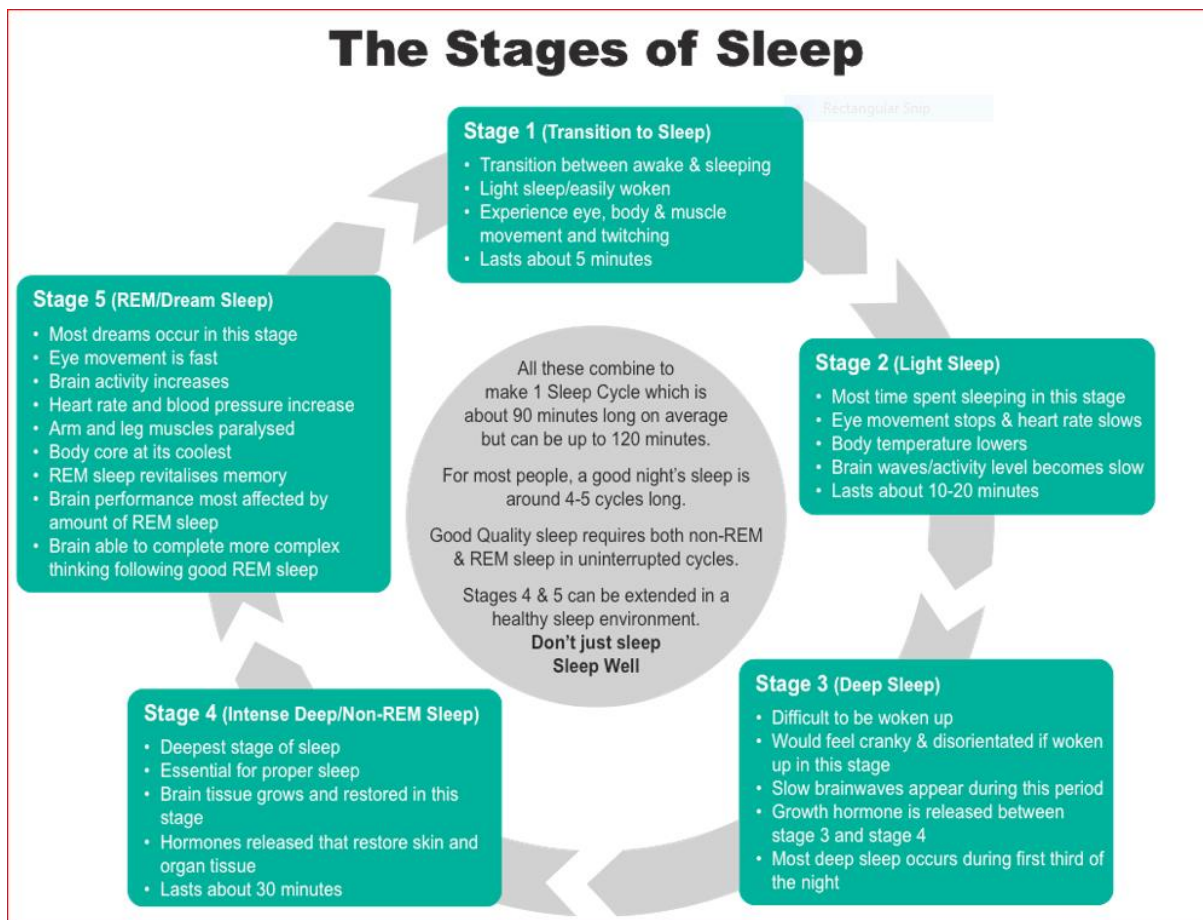 The Stages of Sleep
Rectangular Snip
Stage 1 (Transition to Sleep)
• Transition between awake & sleeping
• Light sleep/easily woken
• Experience eye, body & muscle
movement and twitching
• Lasts about 5 minutes
Stage 2 (Light Sleep)
• Most time spent sleeping in this stage
• Eye movement stops & heart rate slows
• Body temperature lowers
• Brain waves/activity level becomes slow
• Lasts about 10-20 minutes
Stage 3 (Deep Sleep)
• Difficult to be woken up
• Would feel cranky & disorientated if woken
up in this stage
• Slow brainwaves appear during this period
• Growth hormone is released between
stage 3 and stage 4
• Most deep sleep occurs during first third of
the night
Stage 4 (Intense Deep/Non-REM Sleep)
• Deepest stage of sleep
• Essential for proper sleep
• Brain tissue grows and restored in this
stage
• Hormones released that restore skin and
organ tissue
• Lasts about 30 minutes
Stage 5 (REM/Dream Sleep)
• Most dreams occur in this stage
• Eye movement is fast
• Brain activity increases
• Heart rate and blood pressure increase
• Arm and leg muscles paralysed
• Body core at its coolest
• REM sleep revitalises memory
• Brain performance most affected by
amount of REM sleep
• Brain able to complete more complex
thinking following good REM sleep
All these combine to
make 1 Sleep Cycle which is
about 90 minutes long on average
but can be up to 120 minutes.
For most people, a good night's sleep is
around 4-5 cycles long.
Good Quality sleep requires both non-REM
& REM sleep in uninterrupted cycles.
Stages 4 & 5 can be extended in a
healthy sleep environment.
Don't just sleep
Sleep Well